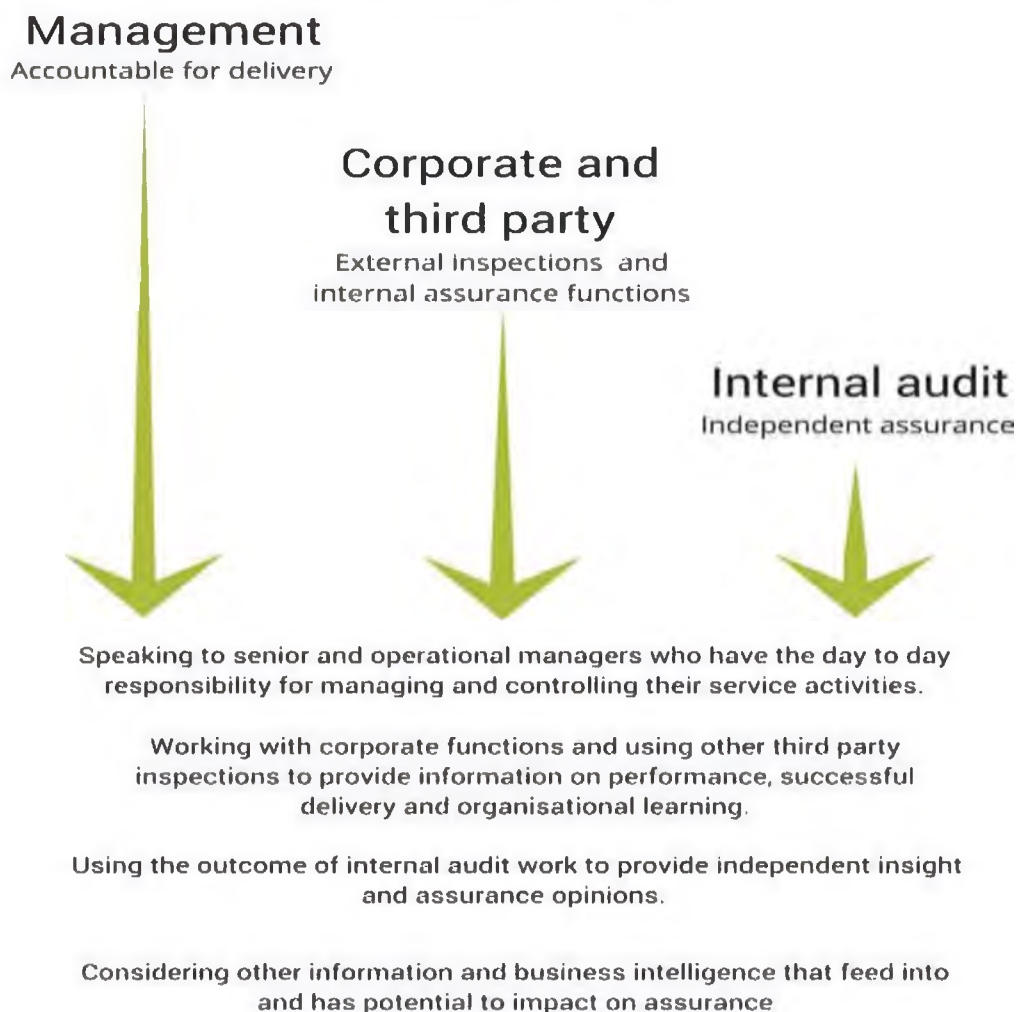 Management
Accountable for delivery
Corporate and
third party
External inspections and
internal assurance functions
Internal audit
Independent assurance
Speaking to senior and operational managers who have the day to day
responsibility for managing and controlling their service activities.
Working with corporate functions and using other third party
inspections to provide information on performance, successful
delivery and organisational learning.
Using the outcome of internal audit work to provide independent insight
and assurance opinions.
Considering other information and business intelligence that feed into
and has potential to impact on assurance